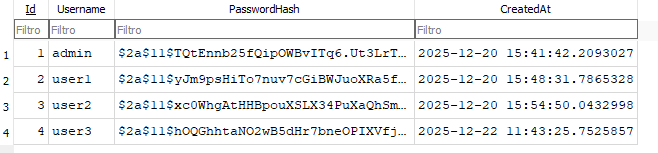 Id Username PasswordHash CreatedAt
Filtro Filtro Filtro Filtro
1 1 admin $2a$11$TQtEnnb25fQipOWBvITq6.Ut3LrT… 2025-12-20 15:41:42.2093027
2 2 user1 $2a$11$yJm9psHiTo7nuv7cGiBWJuoXRa5f… 2025-12-20 15:48:31.7865328
3 3 user2 $2a$11$xc0WhgAtHHBpouXSLX34PuXaQhSm… 2025-12-20 15:54:50.0432998
4 4 user3 $2a$11$hOQGhhtaNO2wB5dHr7bneOPIXVfj… 2025-12-22 11:43:25.7525857